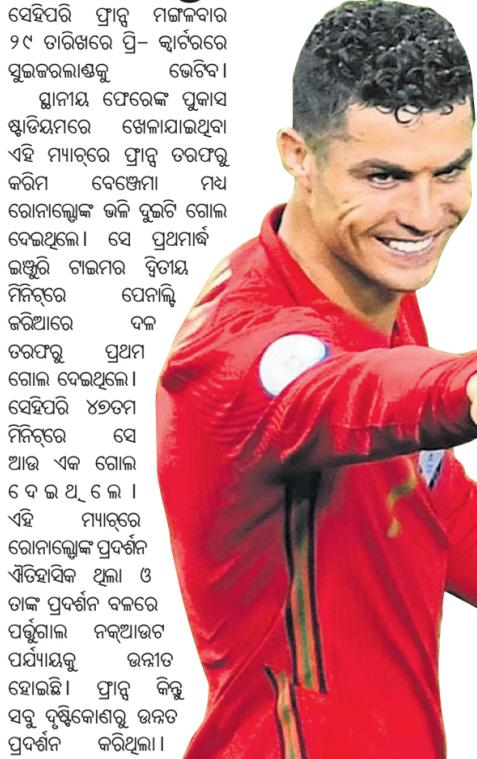 ସେହିପରି ଫ୍ରାନ୍ସ ମଙ୍ଗଳବାର
୨୯ ତାରିଖରେ ପ୍ରି- କ୍ୱାର୍ଟରରେ
ସୁଇଜରଲାଣ୍ଡକୁ ଭେଟିବ।
ସ୍ଥାନୀୟ ଫେରେଙ୍କ ପୁକାସ
ଷ୍ଟାଡିୟମରେ ଖେଳାଯାଇଥିବା
ଏହି ମ୍ୟାଚ୍‌ରେ ଫ୍ରାନ୍ସ ତରଫରୁ
କରିମ ବେଞ୍ଜେମା ମଧ୍ୟ
ରୋନାଲ୍ଡୋଙ୍କ ଭଳି ଦୁଇଟି ଗୋଲ
ଦେଇଥିଲେ। ସେ ପ୍ରଥମାର୍ଦ୍ଧ
ଇଞ୍ଜୁରି ଟାଇମର ଦ୍ୱିତୀୟ
ମିନିଟ୍‌ରେ ପେନାଲ୍ଟି
ଜରିଆରେ ଦଳ
ତରଫରୁ ପ୍ରଥମ
ଗୋଲ ଦେଇଥିଲେ।
ସେହିପରି ୪୭ତମ
ମିନିଟ୍‌ରେ ସେ
ଆଉ ଏକ ଗୋଲ
ଦେଇଥିଲେ।
ଏହି ମ୍ୟାଚ୍‌ରେ
ରୋନାଲ୍ଡୋଙ୍କ ପ୍ରଦର୍ଶନ
ଐତିହାସିକ ଥିଲା ଓ
ତାଙ୍କ ପ୍ରଦର୍ଶନ ବଳରେ
ପର୍ତ୍ତୁଗାଲ ନକ୍‌ଆଉଟ
ପର୍ଯ୍ୟାୟକୁ ଉନ୍ନୀତ
ହୋଇଛି। ଫ୍ରାନ୍ସ କିନ୍ତୁ
ସବୁ ଦୃଷ୍ଟିକୋଣରୁ ଉନ୍ନତ
ପ୍ରଦର୍ଶନ କରିଥିଲା।